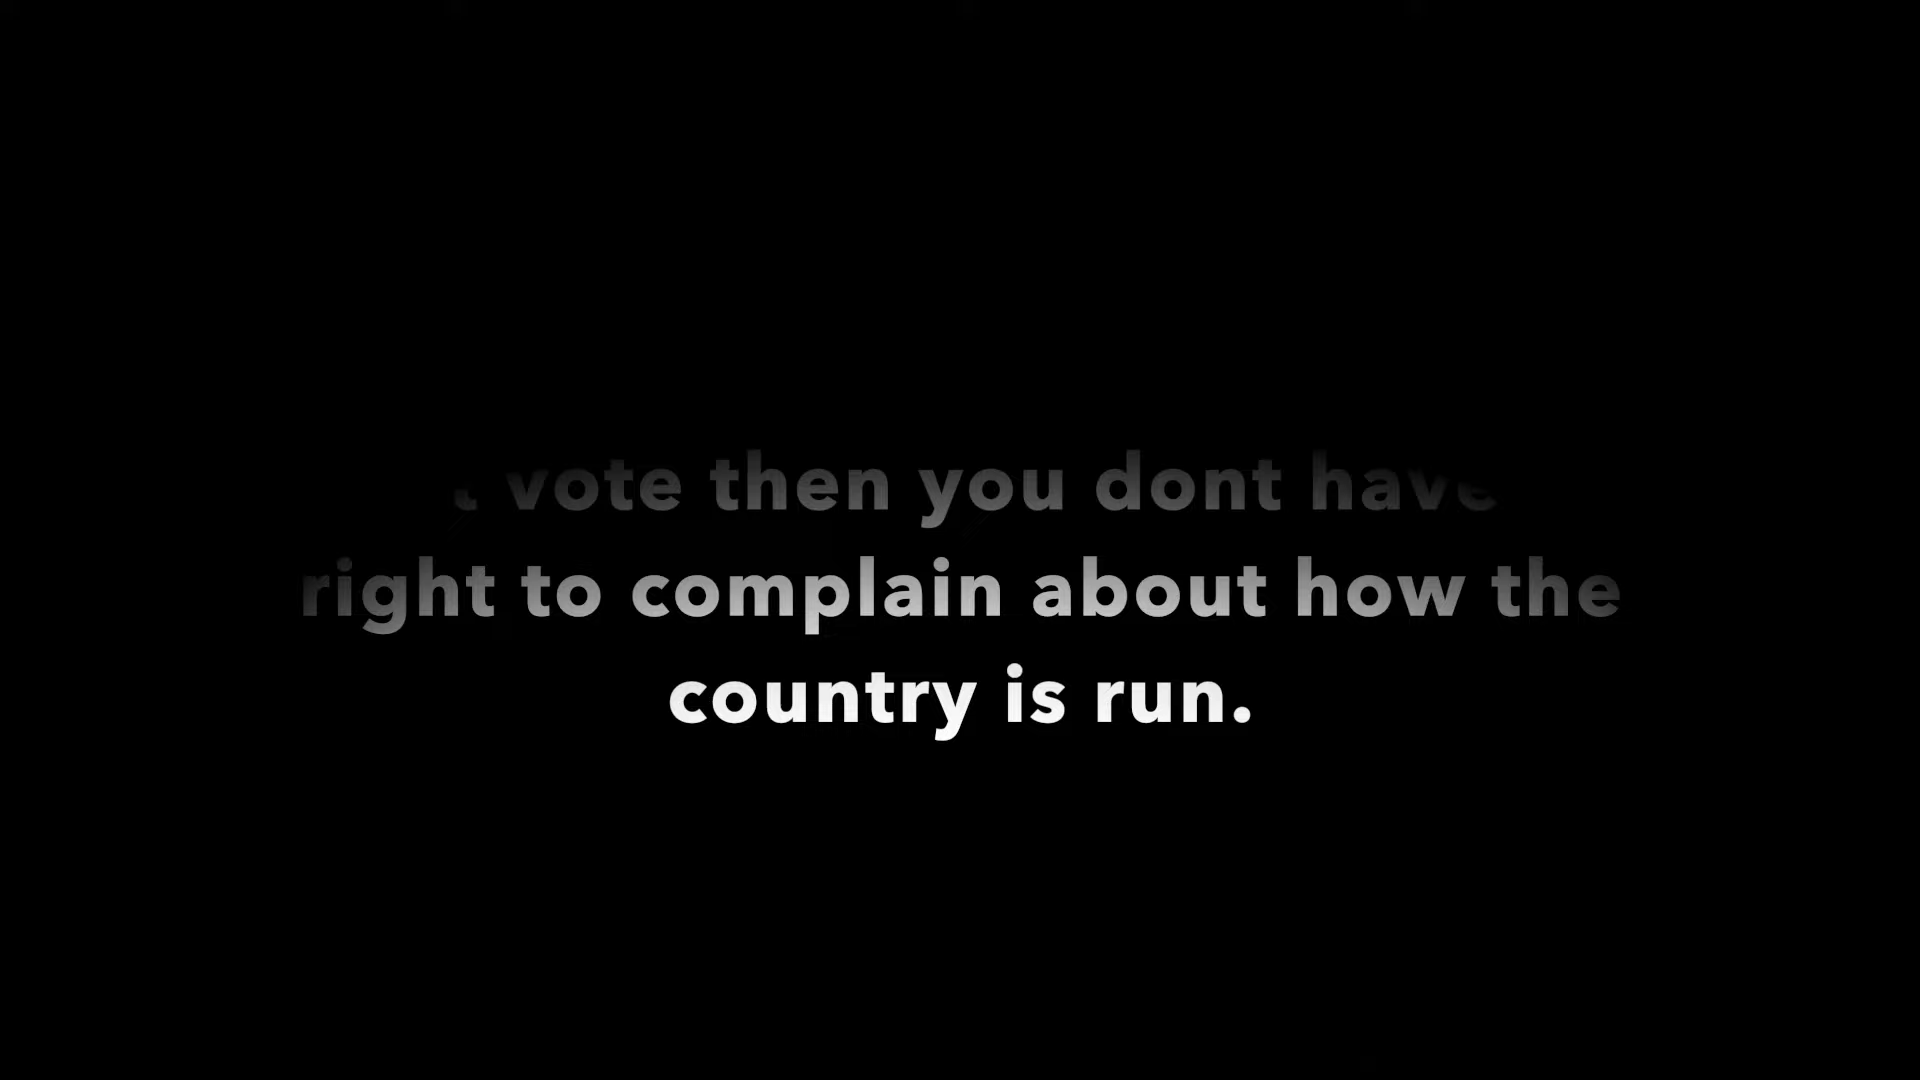 vote then you dont have
right to complain about how the
country is run.